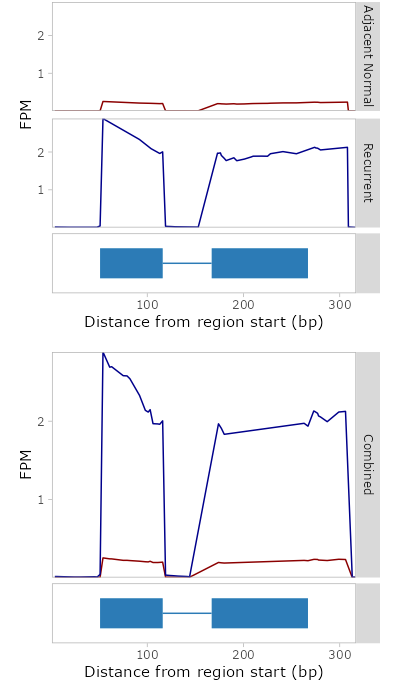 Adjacent Normal
2
1
FPM
Recurrent
2
1
100
200
300
Distance from region start (bp)
Combined
2
FPM
1
100
200
300
Distance from region start (bp)